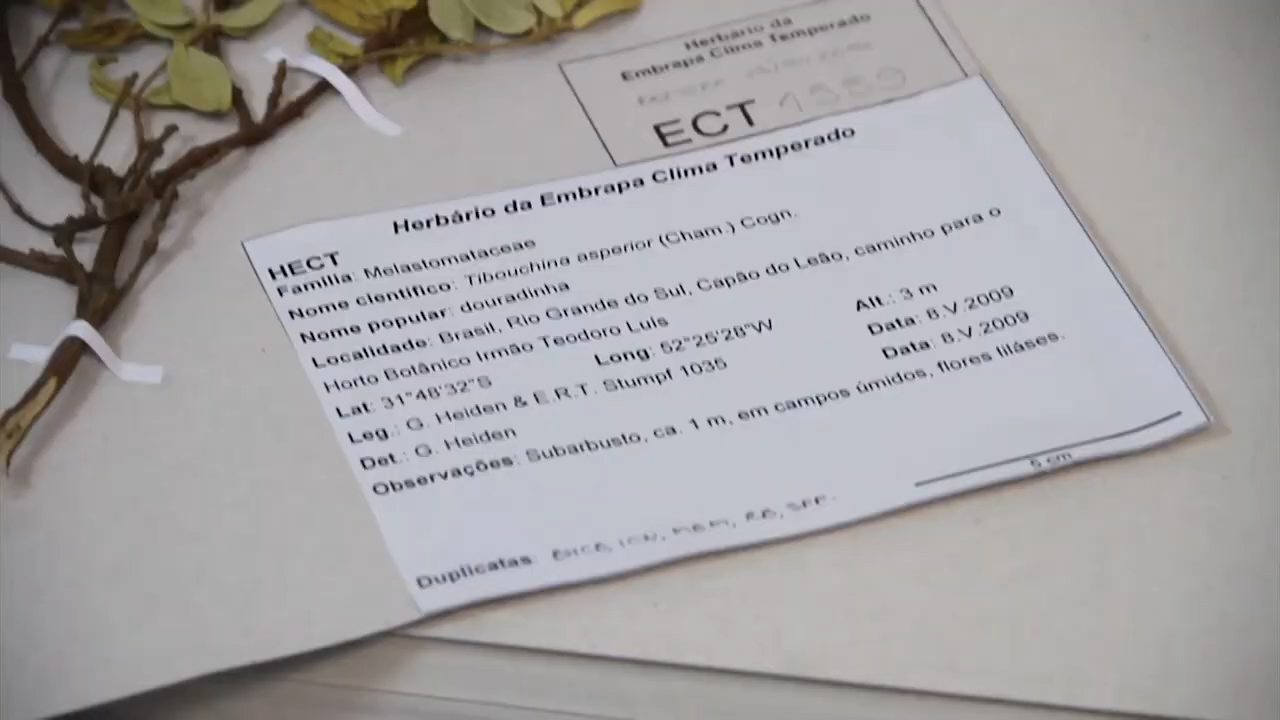 Herbário da
Embrapa Clima Temperado
ECT 1989
Herbário da Embrapa Clima Temperado
HECT
Família: Melastomataceae
Nome científico: Tibouchina asperior (Cham.) Cogn.
Nome popular: douradinha
Localidade: Brasil, Rio Grande do Sul, Capão do Leão, caminho para o
Horto Botânico Irmão Teodoro Luis
Lat: 31°48'32"S Long: 52°25'28"W Alt.: 3 m
Leg.: G. Heiden & E.R.T. Stumpf 1035 Data: 8.V.2009
Det.: G. Heiden Data: 8.V.2009
Observações: Subarbusto, ca. 1 m, em campos úmidos, flores liláses.
5 cm
Duplicatas: